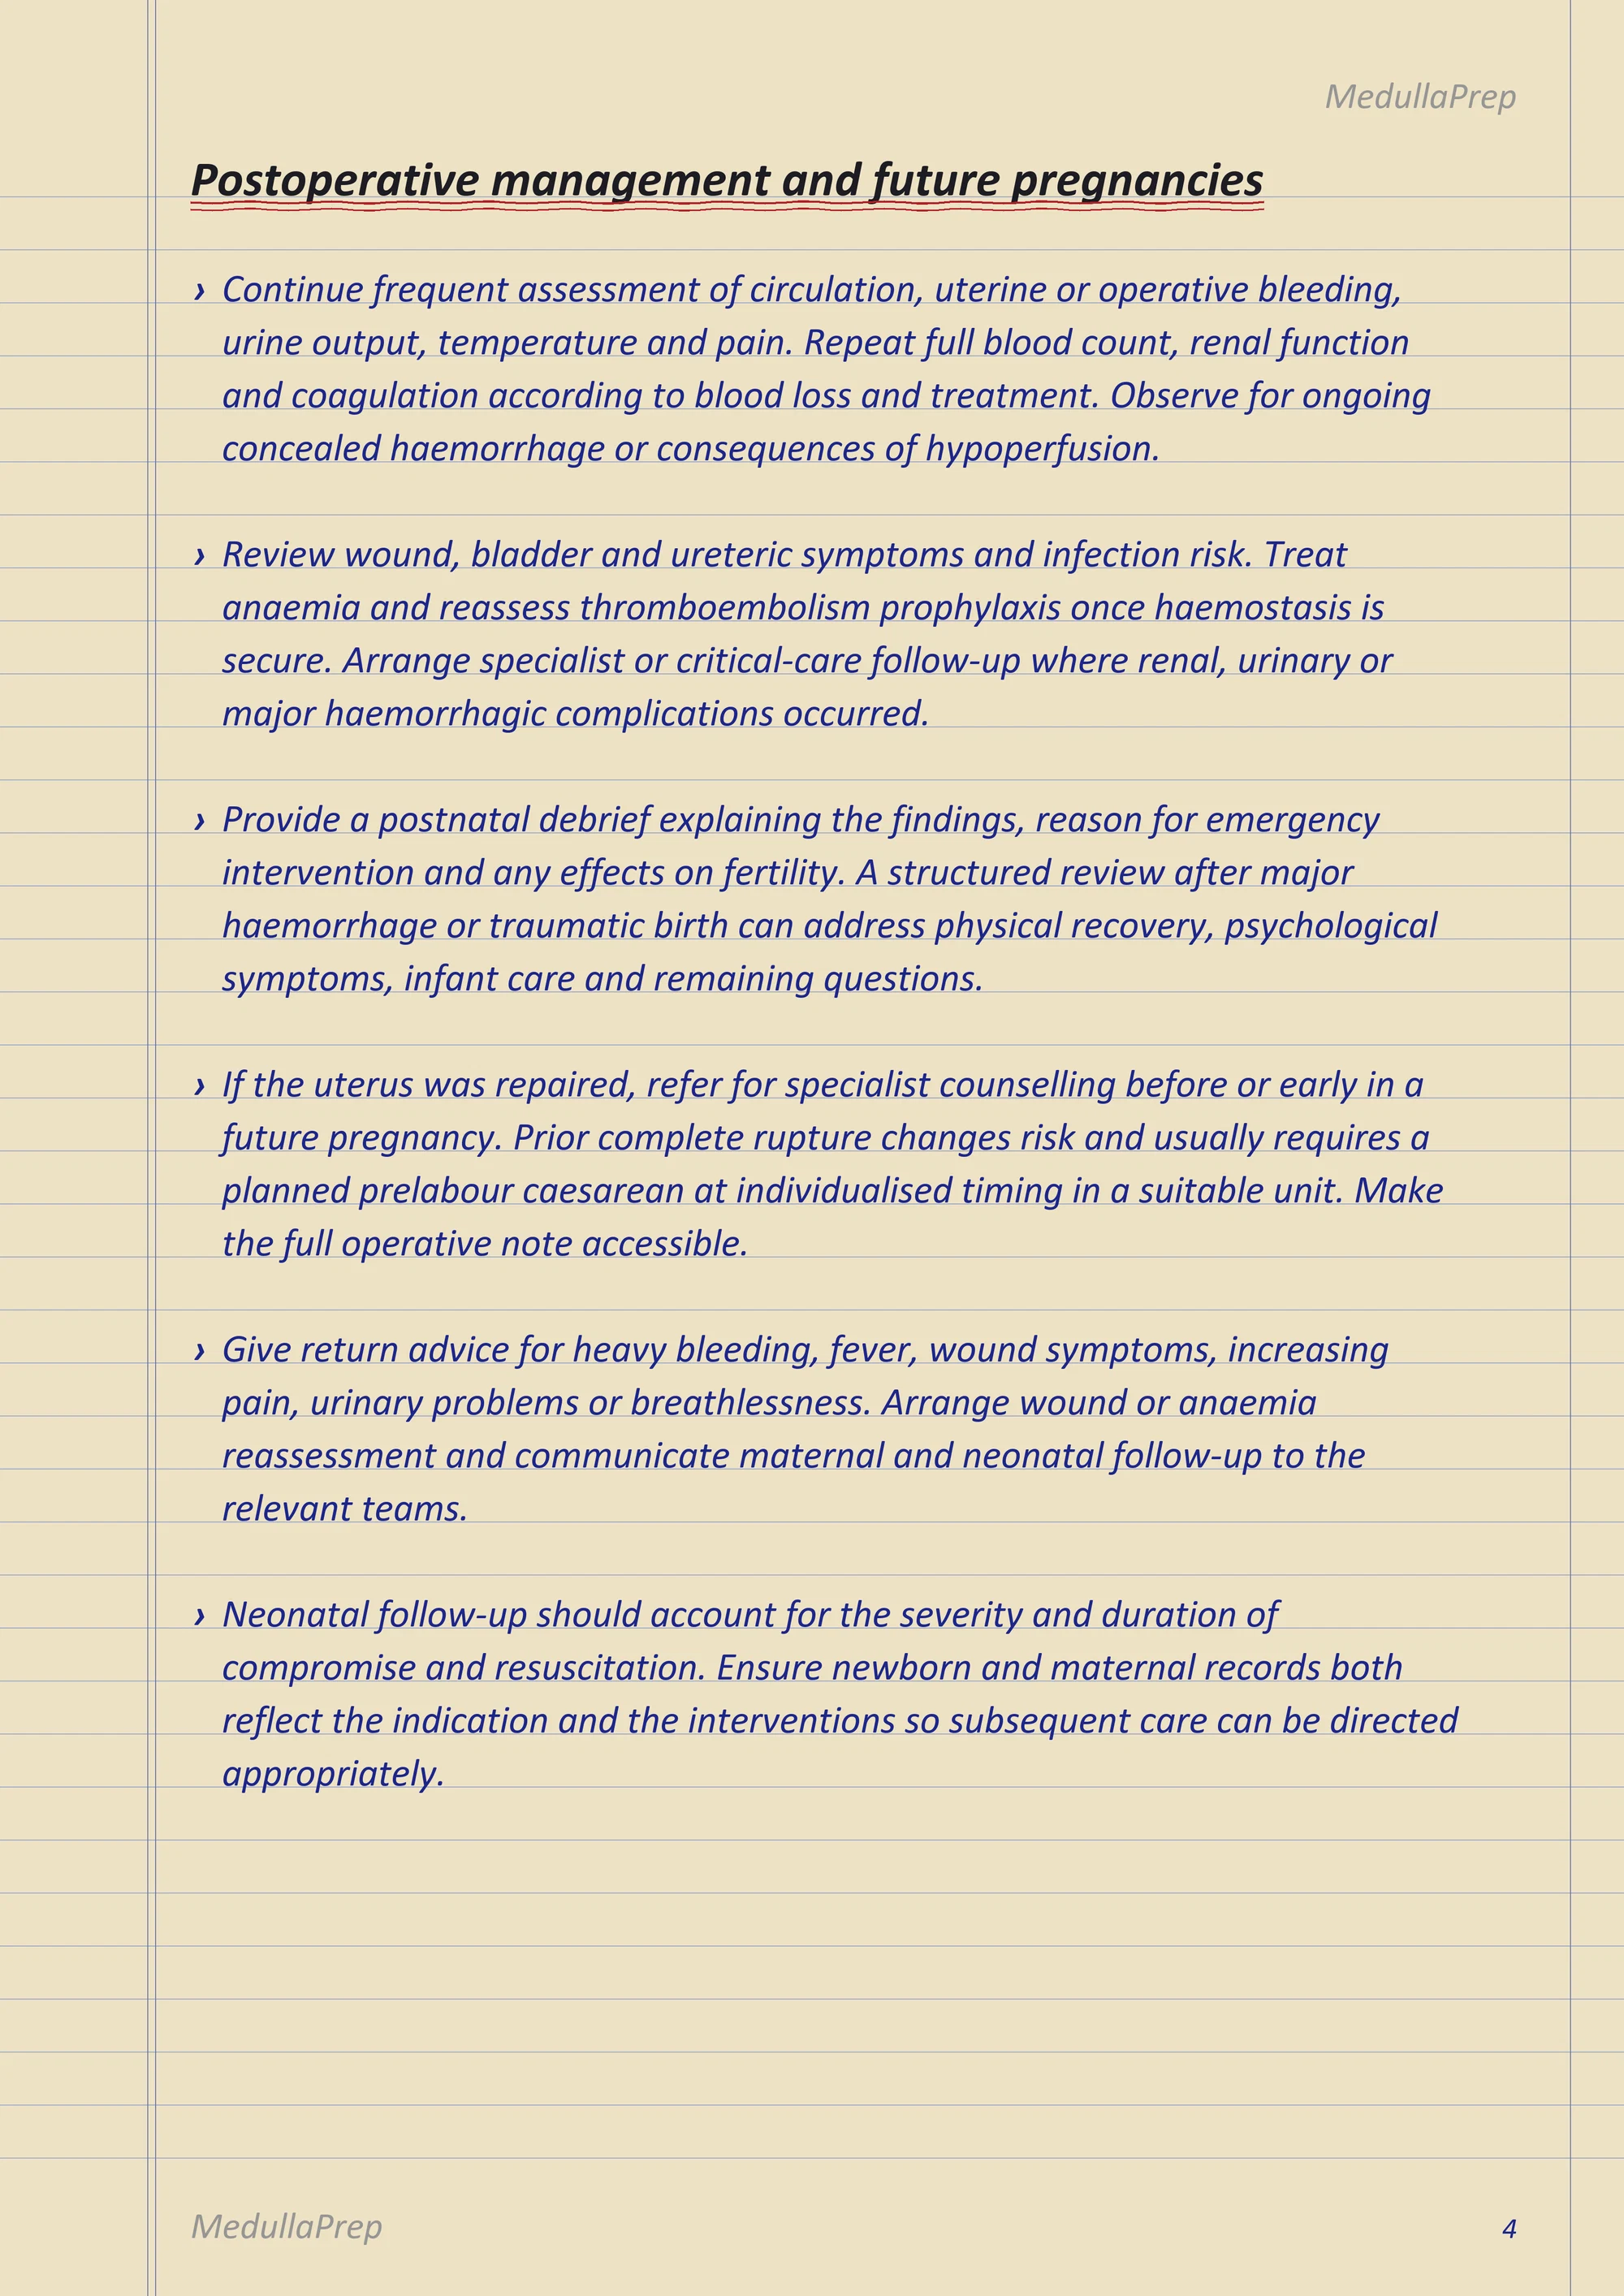 MedullaPrep
Postoperative management and future pregnancies
› Continue frequent assessment of circulation, uterine or operative bleeding,
urine output, temperature and pain. Repeat full blood count, renal function
and coagulation according to blood loss and treatment. Observe for ongoing
concealed haemorrhage or consequences of hypoperfusion.
› Review wound, bladder and ureteric symptoms and infection risk. Treat
anaemia and reassess thromboembolism prophylaxis once haemostasis is
secure. Arrange specialist or critical-care follow-up where renal, urinary or
major haemorrhagic complications occurred.
› Provide a postnatal debrief explaining the findings, reason for emergency
intervention and any effects on fertility. A structured review after major
haemorrhage or traumatic birth can address physical recovery, psychological
symptoms, infant care and remaining questions.
› If the uterus was repaired, refer for specialist counselling before or early in a
future pregnancy. Prior complete rupture changes risk and usually requires a
planned prelabour caesarean at individualised timing in a suitable unit. Make
the full operative note accessible.
› Give return advice for heavy bleeding, fever, wound symptoms, increasing
pain, urinary problems or breathlessness. Arrange wound or anaemia
reassessment and communicate maternal and neonatal follow-up to the
relevant teams.
› Neonatal follow-up should account for the severity and duration of
compromise and resuscitation. Ensure newborn and maternal records both
reflect the indication and the interventions so subsequent care can be directed
appropriately.
MedullaPrep
4